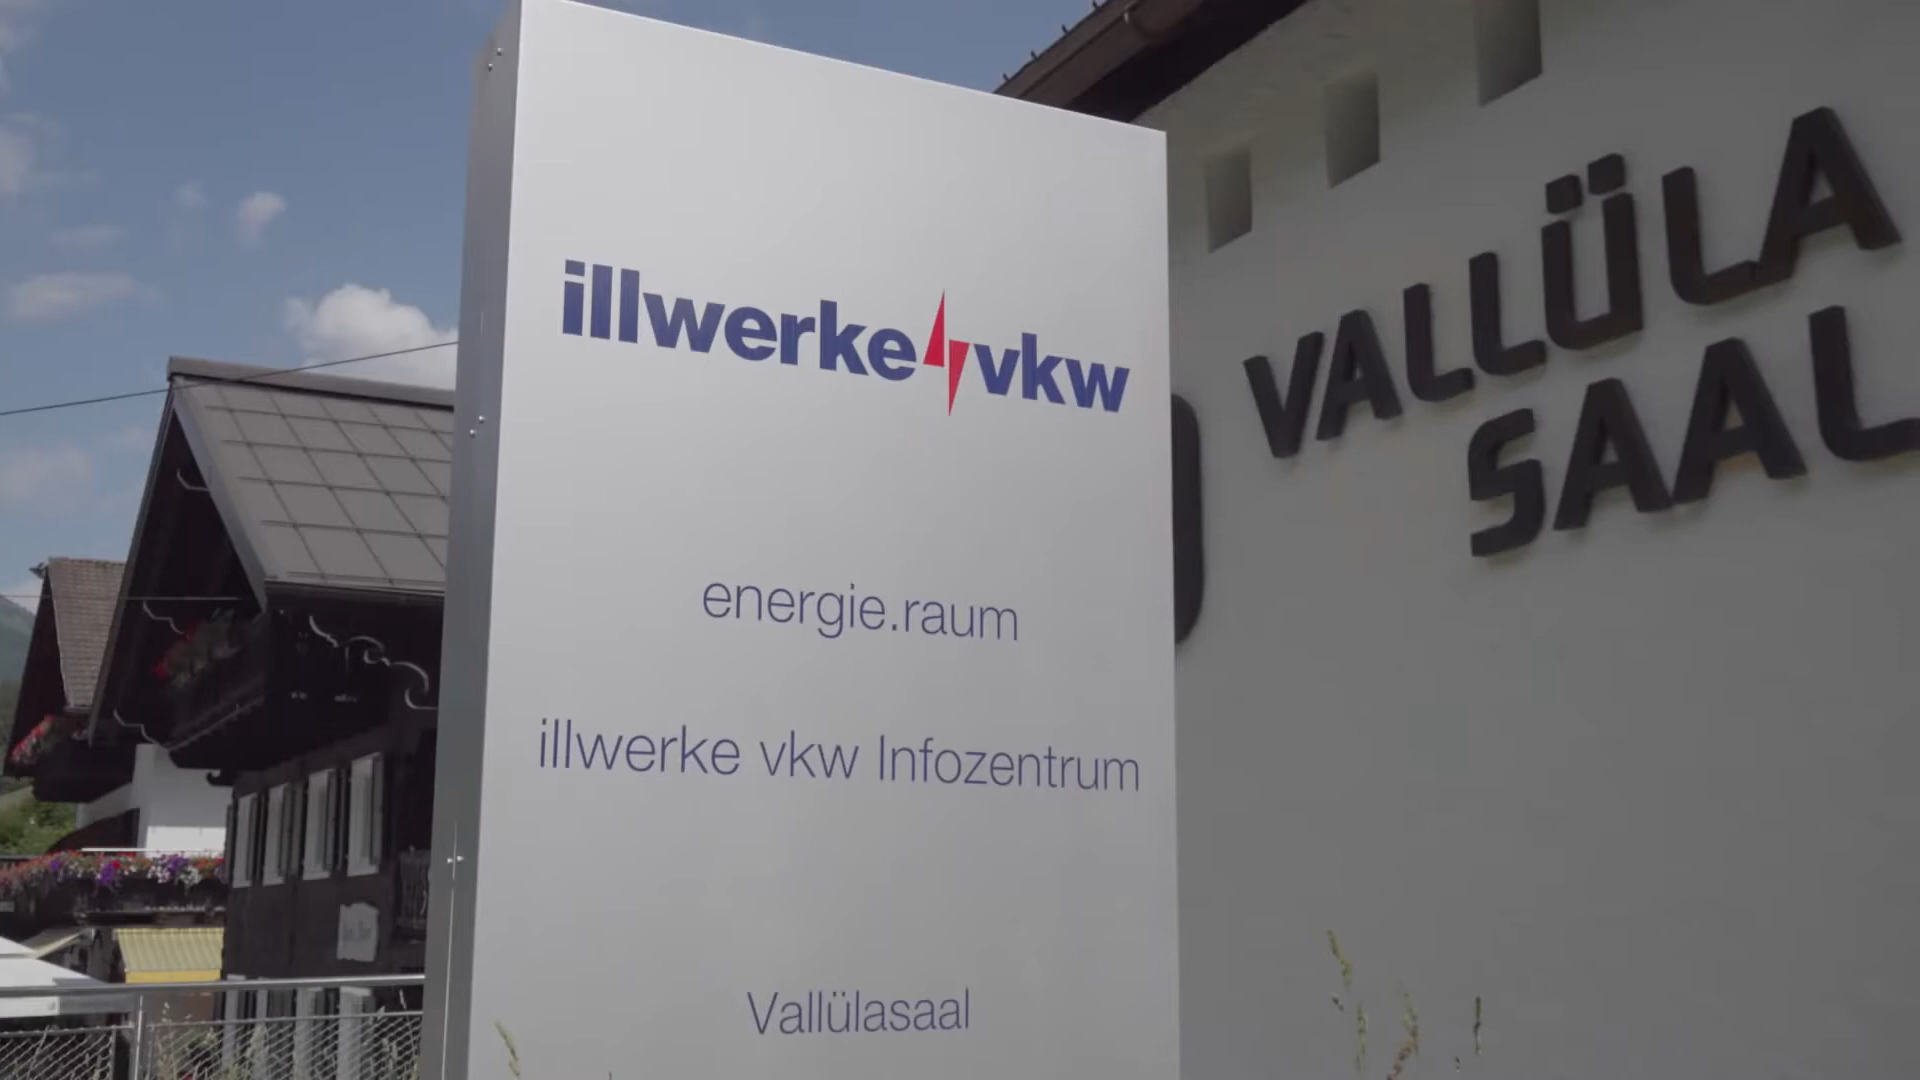 illwerke vkw
energie.raum
illwerke vkw Infozentrum
Vallülasaal
VALLÜLA
SAAL